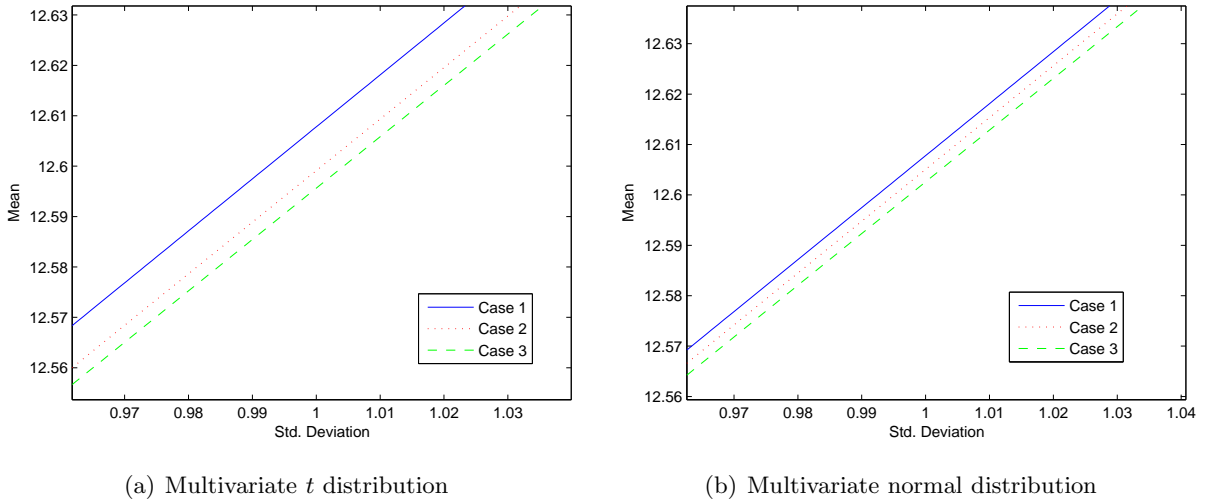 12.63
12.62
12.61
12.6
12.59
12.58
12.57
12.56
Mean
0.97 0.98 0.99 1 1.01 1.02 1.03
Std. Deviation
Case 1
Case 2
Case 3
(a) Multivariate t distribution
12.63
12.62
12.61
12.6
12.59
12.58
12.57
12.56
Mean
0.97 0.98 0.99 1 1.01 1.02 1.03 1.04
Std. Deviation
Case 1
Case 2
Case 3
(b) Multivariate normal distribution